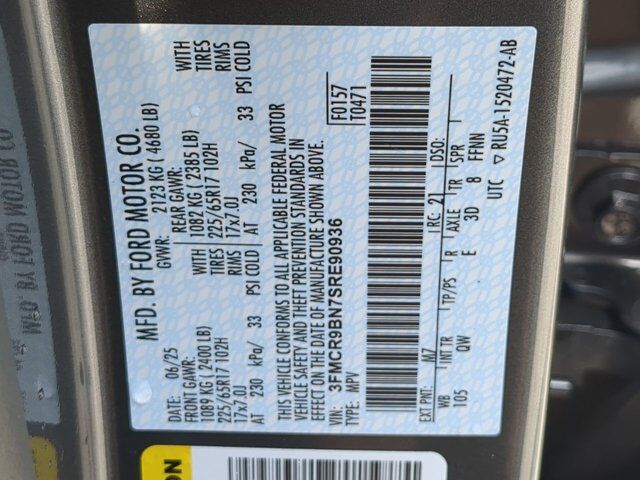 MFD. BY FORD MOTOR CO.
DATE: 06/25 GVWR: 2123 KG ( 4680 LB)
FRONT GAWR: REAR GAWR:
1089 KG ( 2400 LB) 1082 KG ( 2385 LB) WITH
225/65R17 102H 225/65R17 102H TIRES
17x7.0J 17x7.0J RIMS
AT 230 kPa/ 33 PSI COLD AT 230 kPa/ 33 PSI COLD
WITH
TIRES
RIMS
THIS VEHICLE CONFORMS TO ALL APPLICABLE FEDERAL MOTOR
VEHICLE SAFETY AND THEFT PREVENTION STANDARDS IN
EFFECT ON THE DATE OF MANUFACTURE SHOWN ABOVE.
VIN: 3FMCR9BN7SRE90936
TYPE: MPV
F0157
T0471
EXT PNT: M7 RC: 21 DSO:
WB INT TR TP/PS R AXLE TR SPR
105 QW E 3D 8 FFNN
UTC ▽ RU5A-1520472-AB
ON